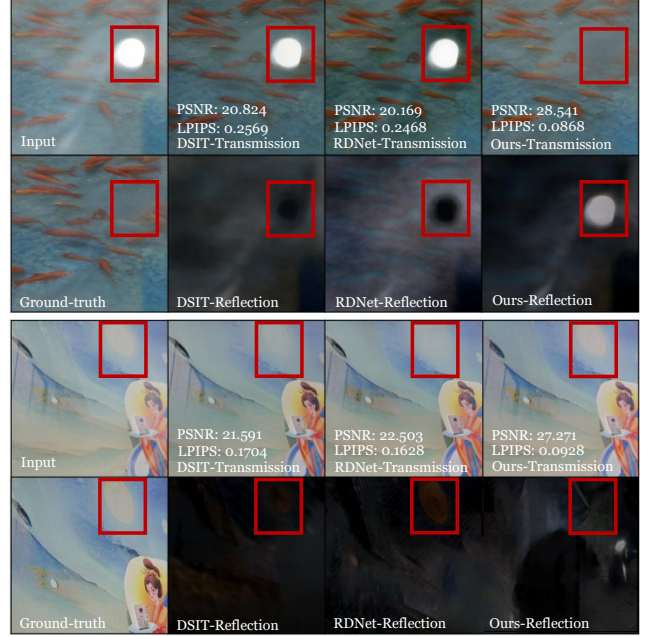 Input
PSNR: 20.824
LPIPS: 0.2569
DSIT-Transmission
PSNR: 20.169
LPIPS: 0.2468
RDNet-Transmission
PSNR: 28.541
LPIPS: 0.0868
Ours-Transmission
Ground-truth
DSIT-Reflection
RDNet-Reflection
Ours-Reflection
Input
PSNR: 21.591
LPIPS: 0.1704
DSIT-Transmission
PSNR: 22.503
LPIPS: 0.1628
RDNet-Transmission
PSNR: 27.271
LPIPS: 0.0928
Ours-Transmission
Ground-truth
DSIT-Reflection
RDNet-Reflection
Ours-Reflection